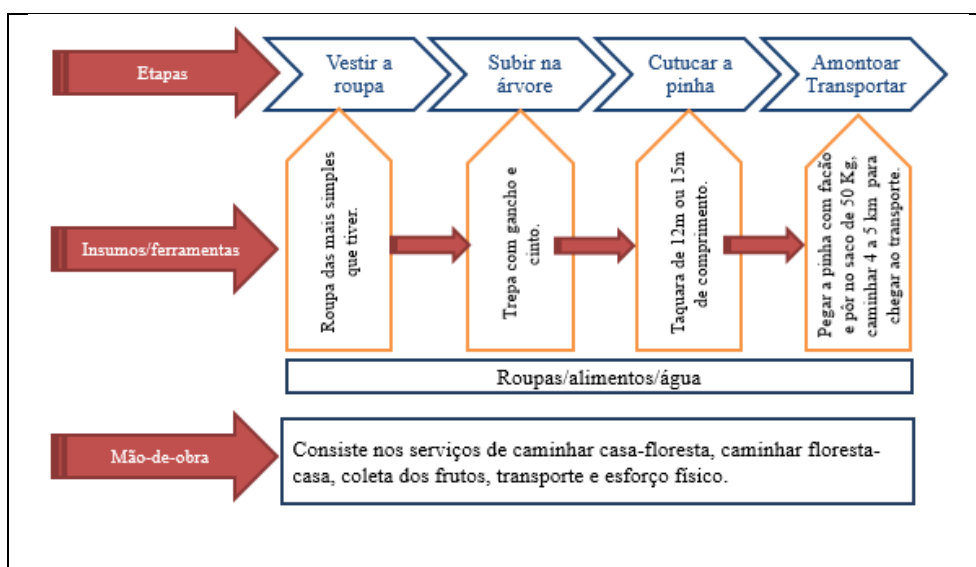 Etapas
Vestir a
roupa
Subir na
árvore
Cutucar a
pinha
Amontoar
Transportar
Insumos/ferramentas
Roupa das mais simples
que tiver.
Trepa com gancho e
cinto.
Taquara de 12m ou 15m
de comprimento.
Pegar a pinha com facão
e pôr no saco de 50 Kg,
caminhar 4 a 5 km para
chegar ao transporte.
Roupas/alimentos/água
Mão-de-obra
Consiste nos serviços de caminhar casa-floresta, caminhar floresta-
casa, coleta dos frutos, transporte e esforço físico.